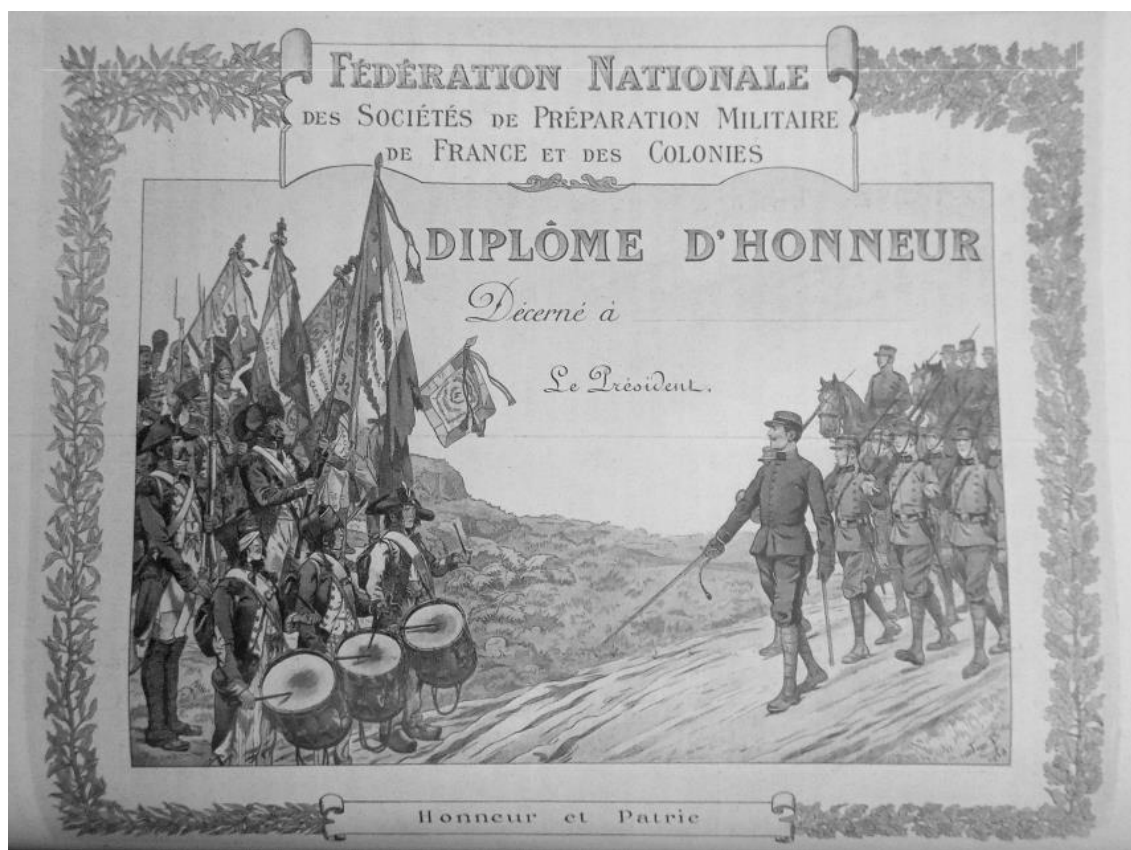 FÉDÉRATION NATIONALE
DES SOCIÉTÉS DE PRÉPARATION MILITAIRE
DE FRANCE ET DES COLONIES
DIPLÔME D'HONNEUR
Décerné à
Le Président.
Honneur et Patrie